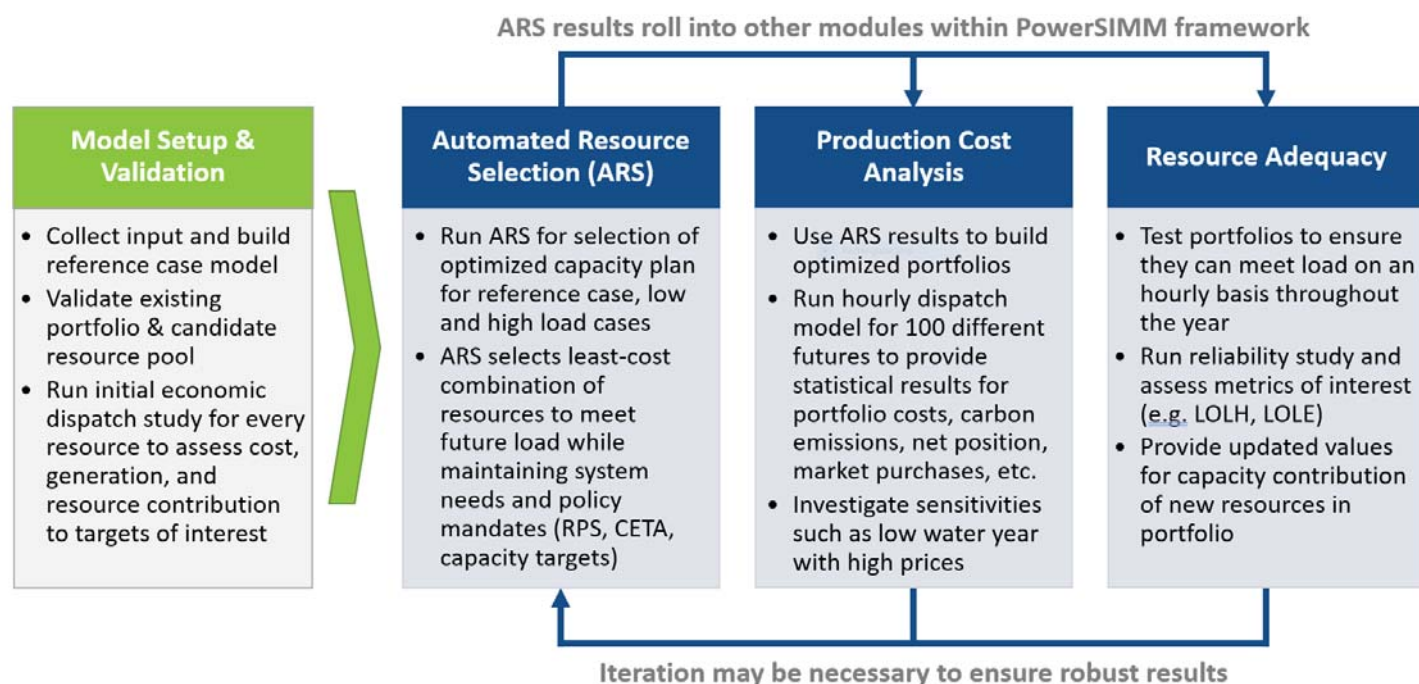 ARS results roll into other modules within PowerSIMM framework
Model Setup &
Validation
• Collect input and build
reference case model
• Validate existing
portfolio & candidate
resource pool
• Run initial economic
dispatch study for every
resource to assess cost,
generation, and
resource contribution
to targets of interest
Automated Resource
Selection (ARS)
• Run ARS for selection of
optimized capacity plan
for reference case, low
and high load cases
• ARS selects least-cost
combination of
resources to meet
future load while
maintaining system
needs and policy
mandates (RPS, CETA,
capacity targets)
Production Cost
Analysis
• Use ARS results to build
optimized portfolios
• Run hourly dispatch
model for 100 different
futures to provide
statistical results for
portfolio costs, carbon
emissions, net position,
market purchases, etc.
• Investigate sensitivities
such as low water year
with high prices
Resource Adequacy
• Test portfolios to ensure
they can meet load on an
hourly basis throughout
the year
• Run reliability study and
assess metrics of interest
(e.g. LOLH, LOLE)
• Provide updated values
for capacity contribution
of new resources in
portfolio
Iteration may be necessary to ensure robust results